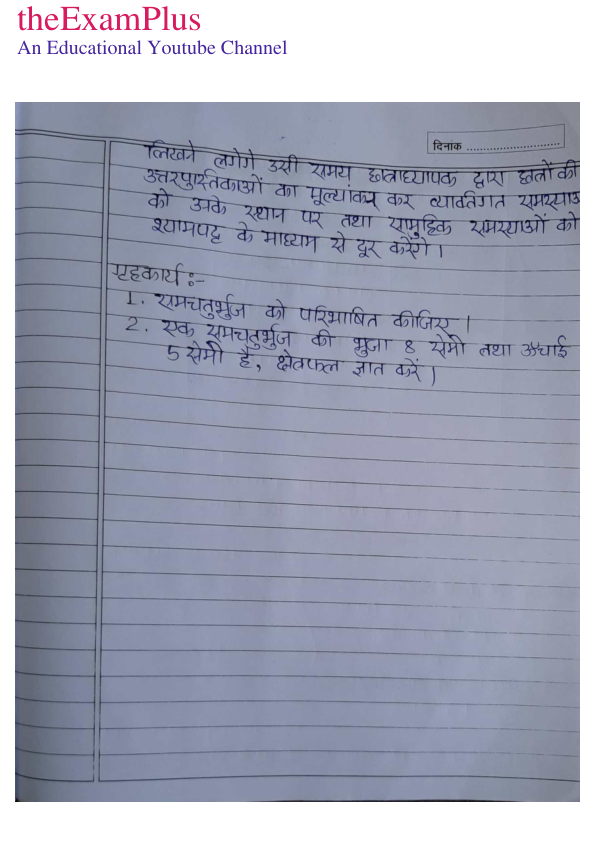 theExamPlus
An Educational Youtube Channel
दिनांक ............................
लिखने लगेगे उसी समय छात्राध्यापक द्वारा छात्रों की
उत्तरपुस्तिकाओं का मूल्यांकन कर व्यक्तिगत समस्याओ
को उनके स्थान पर तथा सामुहिक समस्याओं को
श्यामपट्ट के माध्यम से दूर करेंगे ।
गृहकार्य :-
1. समचतुर्भुज को परिभाषित कीजिए ।
2. एक समचतुर्भुज की भुजा 8 सेमी तथा ऊचाई
5 सेमी है, क्षेत्रफल ज्ञात करें ।